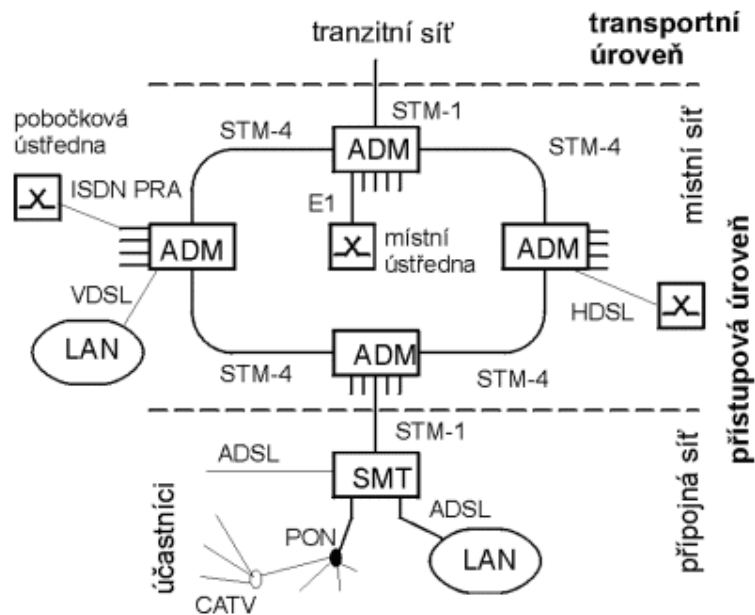 tranzitní síť
transportní
úroveň
STM-1
pobočková
ústředna
STM-4
ADM
STM-4
místní síť
ISDN PRA
E1
X
X
ADM
místní
ústředna
ADM
VDSL
HDSL
X
LAN
ADM
STM-4
STM-4
přístupová úroveň
STM-1
ADSL
SMT
ADSL
přípojná síť
účastníci
PON
LAN
CATV